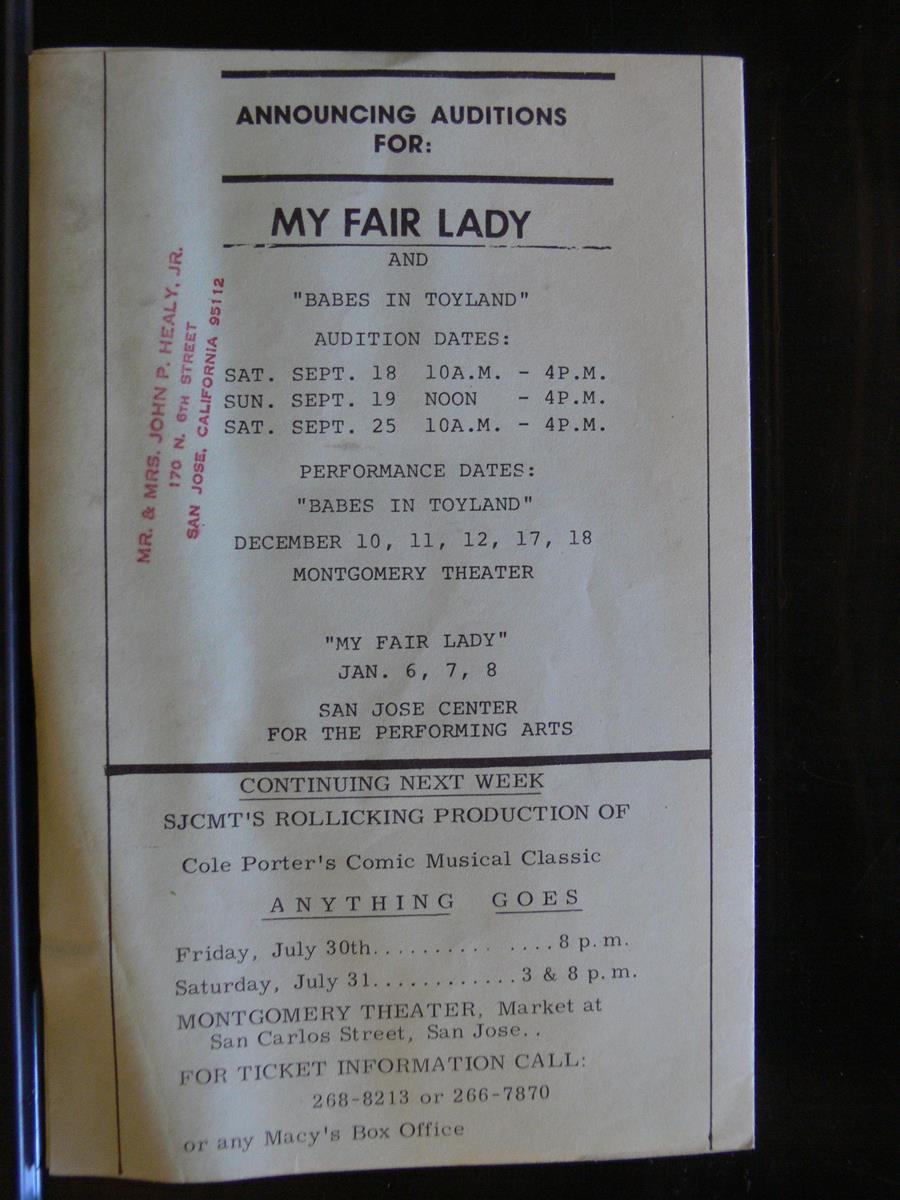 ANNOUNCING AUDITIONS
FOR:
MY FAIR LADY
AND
"BABES IN TOYLAND"
AUDITION DATES:
SAT. SEPT. 18 10A.M. - 4P.M.
SUN. SEPT. 19 NOON - 4P.M.
SAT. SEPT. 25 10A.M. - 4P.M.
PERFORMANCE DATES:
"BABES IN TOYLAND"
DECEMBER 10, 11, 12, 17, 18
MONTGOMERY THEATER
"MY FAIR LADY"
JAN. 6, 7, 8
SAN JOSE CENTER
FOR THE PERFORMING ARTS
MR. & MRS. JOHN P. HEALY, JR.
170 N. 6TH STREET
SAN JOSE, CALIFORNIA 95112
CONTINUING NEXT WEEK
SJCMT'S ROLLICKING PRODUCTION OF
Cole Porter's Comic Musical Classic
ANYTHING GOES
Friday, July 30th.......... ....8 p.m.
Saturday, July 31.............3 & 8 p.m.
MONTGOMERY THEATER, Market at
San Carlos Street, San Jose..
FOR TICKET INFORMATION CALL:
268-8213 or 266-7870
or any Macy's Box Office